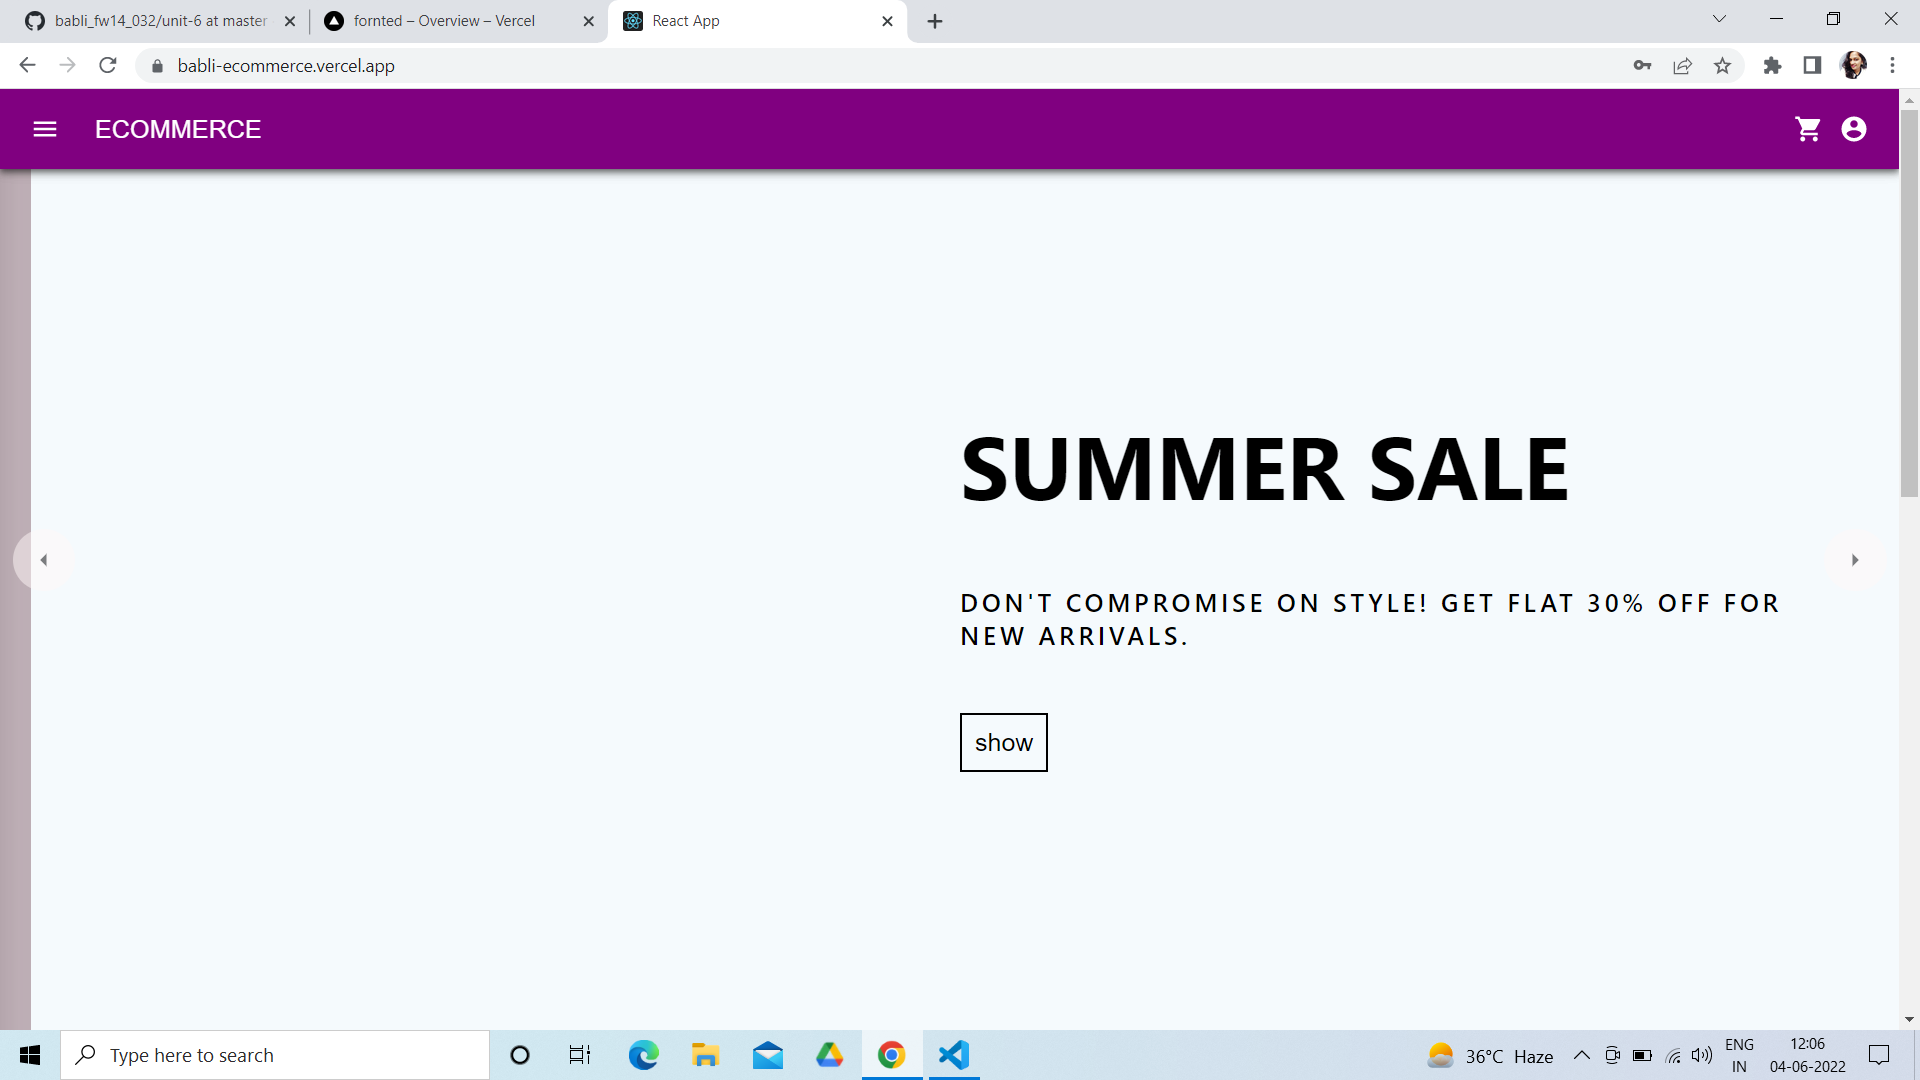 babli_fw14_032/unit-6 at master
fornted – Overview – Vercel
React App
babli-ecommerce.vercel.app
ECOMMERCE
SUMMER SALE
DON'T COMPROMISE ON STYLE! GET FLAT 30% OFF FOR
NEW ARRIVALS.
show
Type here to search
36°C Haze
ENG
IN
12:06
04-06-2022